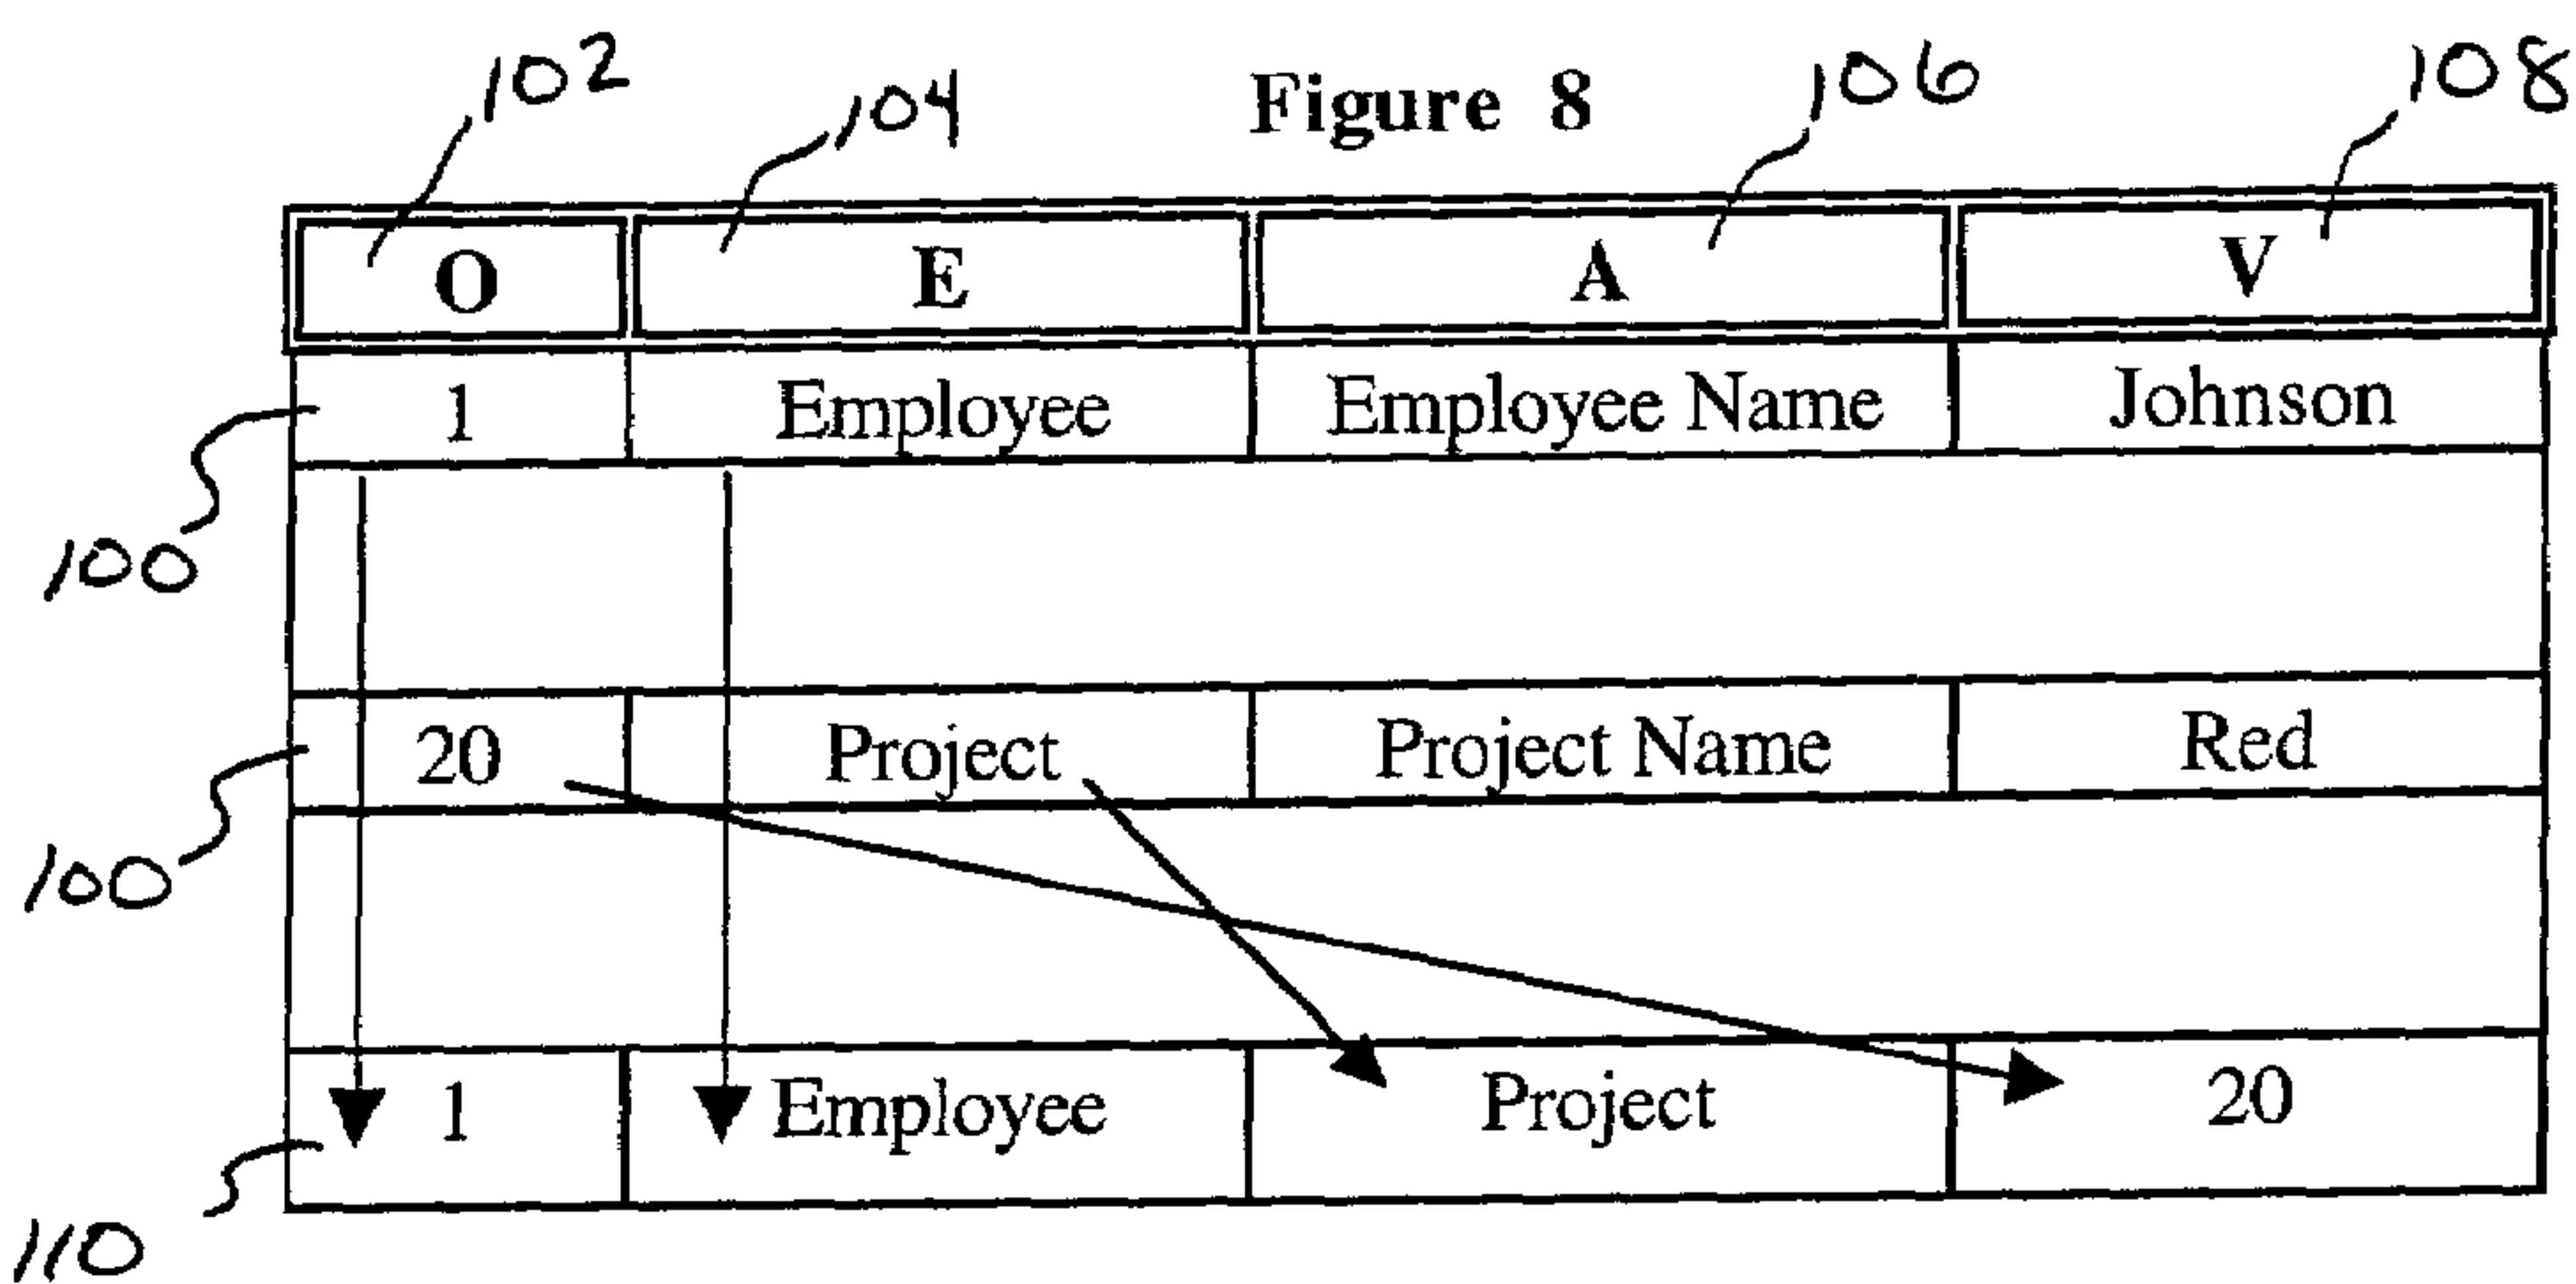 102 104 Figure 8 106 108
O E A V
1 Employee Employee Name Johnson
100
20 Project Project Name Red
100
1 Employee Project 20
110